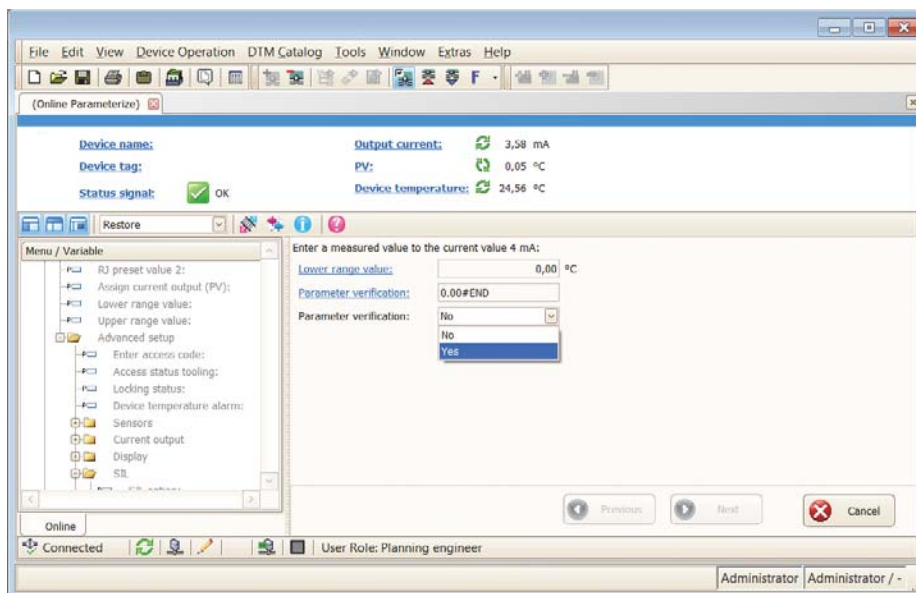 File Edit View Device Operation DTM Catalog Tools Window Extras Help
F
(Online Parameterize)
Device name:
Output current: 3,58 mA
Device tag:
PV: 0,05 °C
Status signal: OK
Device temperature: 24,56 °C
Restore
Menu / Variable
RJ preset value 2:
Assign current output (PV):
Lower range value:
Upper range value:
Advanced setup
Enter access code:
Access status tooling:
Locking status:
Device temperature alarm:
Sensors
Current output
Display
SIL
Online
Enter a measured value to the current value 4 mA:
Lower range value: 0,00 °C
Parameter verification: 0.00#END
Parameter verification: No
No
Yes
Previous Next Cancel
Connected User Role: Planning engineer
Administrator Administrator / -